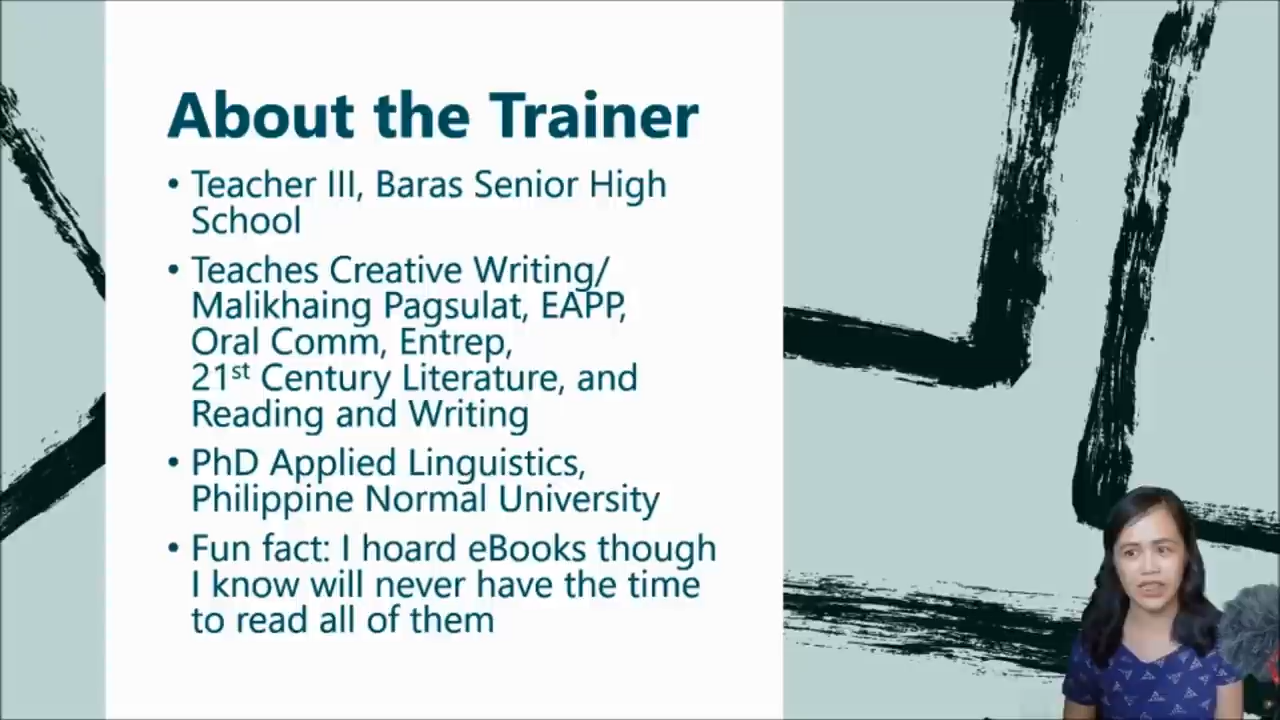 About the Trainer
• Teacher III, Baras Senior High
School
• Teaches Creative Writing/
Malikhaing Pagsulat, EAPP,
Oral Comm, Entrep,
21st Century Literature, and
Reading and Writing
• PhD Applied Linguistics,
Philippine Normal University
• Fun fact: I hoard eBooks though
I know will never have the time
to read all of them